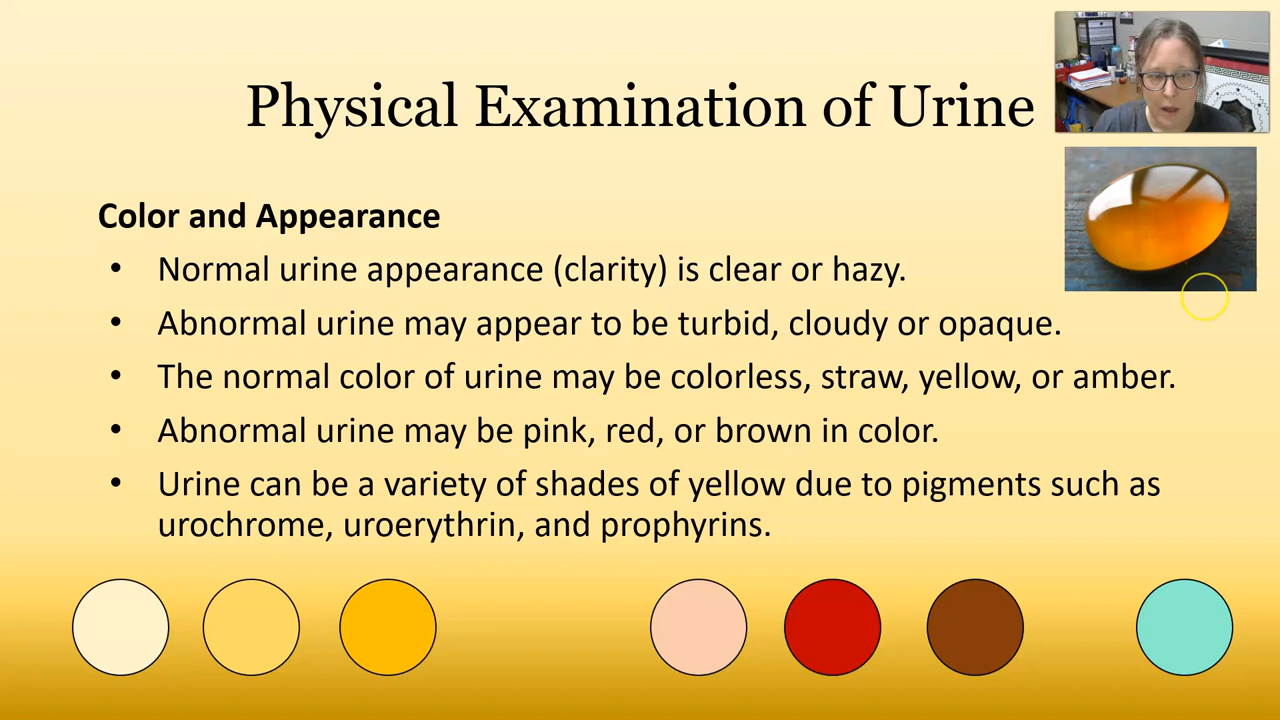 Physical Examination of Urine
Color and Appearance
• Normal urine appearance (clarity) is clear or hazy.
• Abnormal urine may appear to be turbid, cloudy or opaque.
• The normal color of urine may be colorless, straw, yellow, or amber.
• Abnormal urine may be pink, red, or brown in color.
• Urine can be a variety of shades of yellow due to pigments such as
urochrome, uroerythrin, and prophyrins.